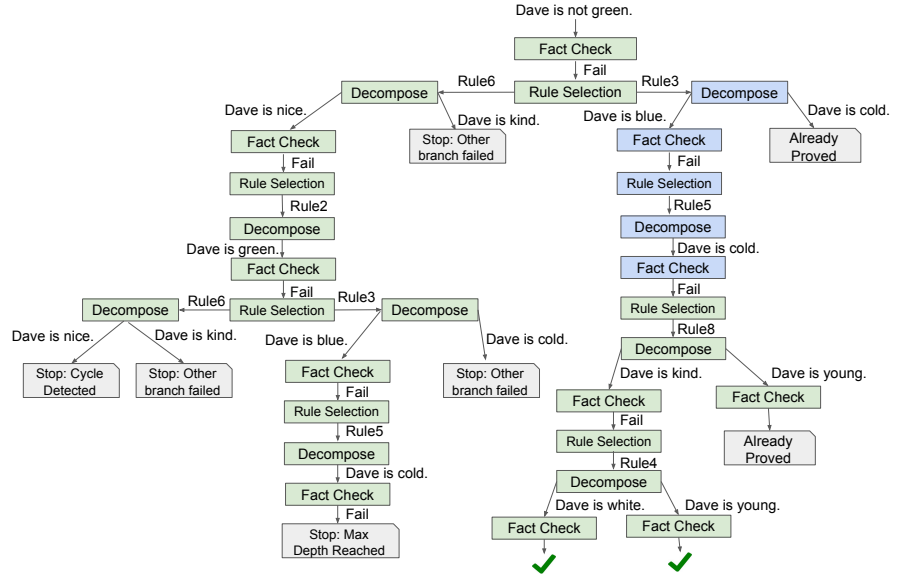 Dave is not green.
Fact Check
Fail
Rule6
Rule Selection
Rule3
Decompose
Decompose
Dave is nice.
Dave is kind.
Dave is blue.
Dave is cold.
Fact Check
Stop: Other
branch failed
Fact Check
Already
Proved
Fail
Fail
Rule Selection
Rule Selection
Rule2
Rule5
Decompose
Decompose
Dave is green.
Dave is cold.
Fact Check
Fact Check
Fail
Fail
Decompose
Rule6
Rule Selection
Rule3
Decompose
Rule Selection
Rule8
Dave is nice.
Dave is kind.
Dave is blue.
Dave is cold.
Decompose
Stop: Cycle
Detected
Stop: Other
branch failed
Fact Check
Stop: Other
branch failed
Dave is kind.
Dave is young.
Fail
Fact Check
Fact Check
Rule Selection
Fail
Rule5
Rule Selection
Already
Proved
Decompose
Rule4
Dave is cold.
Decompose
Fact Check
Dave is white.
Dave is young.
Fail
Fact Check
Fact Check
Stop: Max
Depth Reached